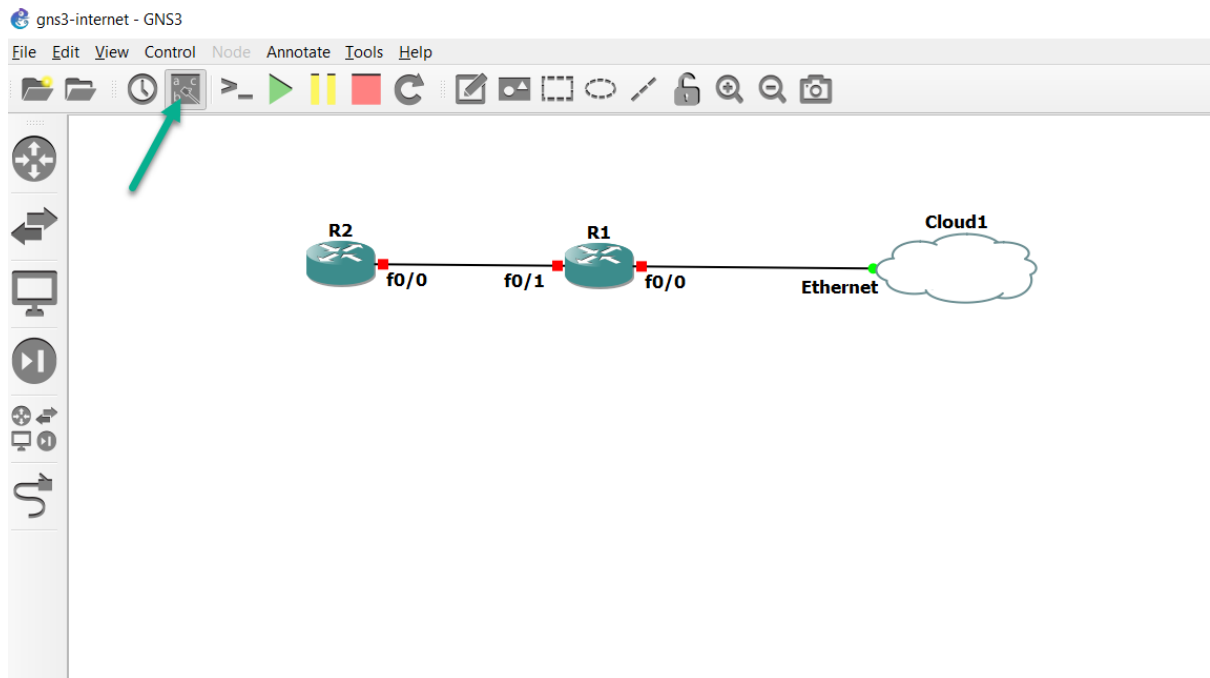 gns3-internet - GNS3
File Edit View Control Node Annotate Tools Help
a c
b
>_
R2 R1 Cloud1
f0/0 f0/1 f0/0 Ethernet